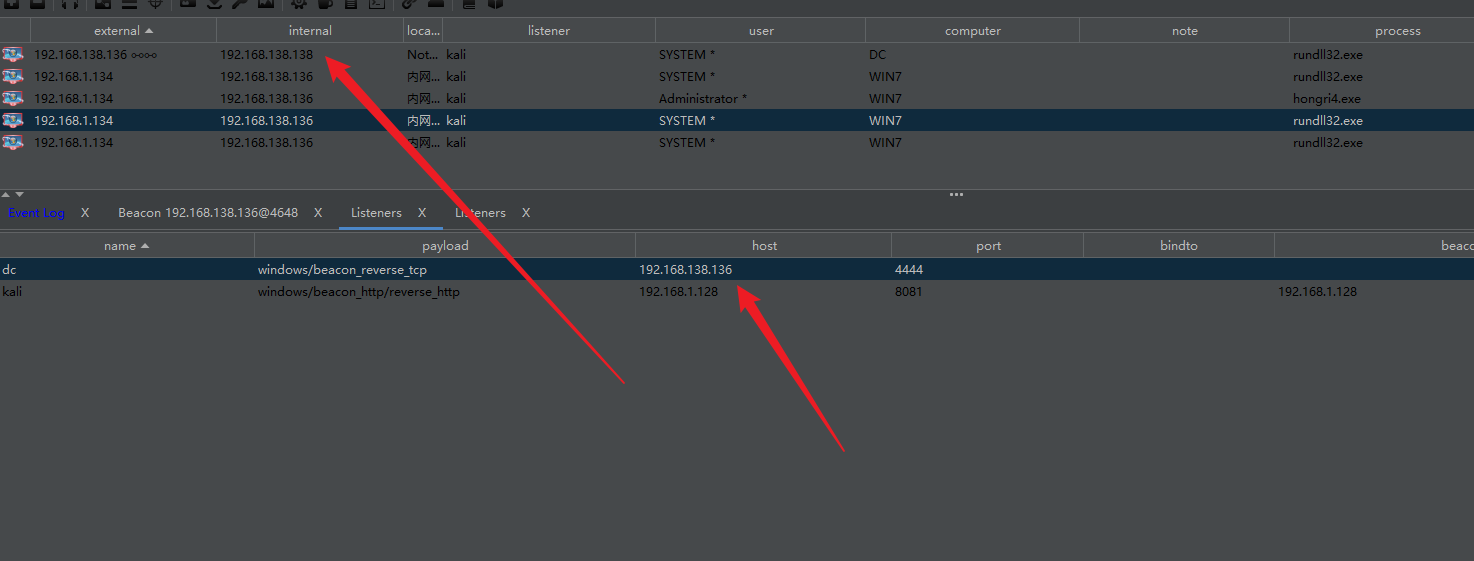 external internal loca... listener user computer note process
192.168.138.136 192.168.138.138 Not... kali SYSTEM * DC rundll32.exe
192.168.1.134 192.168.138.136 内网... kali SYSTEM * WIN7 rundll32.exe
192.168.1.134 192.168.138.136 内网... kali Administrator * WIN7 hongri4.exe
192.168.1.134 192.168.138.136 内网... kali SYSTEM * WIN7 rundll32.exe
192.168.1.134 192.168.138.136 内网... kali SYSTEM * WIN7 rundll32.exe
Event Log X Beacon 192.168.138.136@4648 X Listeners X Listeners X
name payload host port bindto beaco
dc windows/beacon_reverse_tcp 192.168.138.136 4444
kali windows/beacon_http/reverse_http 192.168.1.128 8081 192.168.1.128